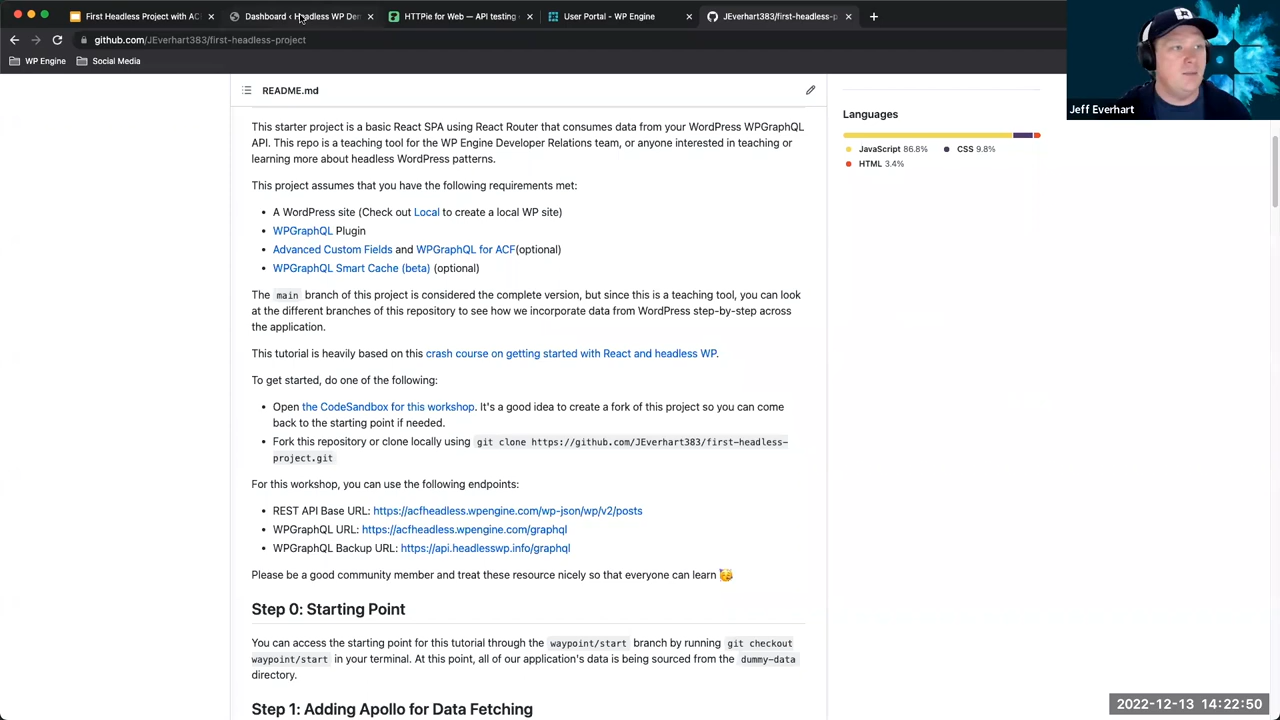 First Headless Project with AC
Dashboard ‹ Headless WP Den
HTTPie for Web — API testing
User Portal - WP Engine
JEverhart383/first-headless-p
github.com/JEverhart383/first-headless-project
WP Engine
Social Media
Jeff Everhart
README.md
This starter project is a basic React SPA using React Router that consumes data from your WordPress WPGraphQL
API. This repo is a teaching tool for the WP Engine Developer Relations team, or anyone interested in teaching or
learning more about headless WordPress patterns.
This project assumes that you have the following requirements met:
• A WordPress site (Check out Local to create a local WP site)
• WPGraphQL Plugin
• Advanced Custom Fields and WPGraphQL for ACF(optional)
• WPGraphQL Smart Cache (beta) (optional)
The main branch of this project is considered the complete version, but since this is a teaching tool, you can look
at the different branches of this repository to see how we incorporate data from WordPress step-by-step across
the application.
This tutorial is heavily based on this crash course on getting started with React and headless WP.
To get started, do one of the following:
• Open the CodeSandbox for this workshop. It's a good idea to create a fork of this project so you can come
back to the starting point if needed.
• Fork this repository or clone locally using git clone https://github.com/JEverhart383/first-headless-
project.git
For this workshop, you can use the following endpoints:
• REST API Base URL: https://acfheadless.wpengine.com/wp-json/wp/v2/posts
• WPGraphQL URL: https://acfheadless.wpengine.com/graphql
• WPGraphQL Backup URL: https://api.headlesswp.info/graphql
Please be a good community member and treat these resource nicely so that everyone can learn 🥳
Step 0: Starting Point
You can access the starting point for this tutorial through the waypoint/start branch by running git checkout
waypoint/start in your terminal. At this point, all of our application's data is being sourced from the dummy-data
directory.
Step 1: Adding Apollo for Data Fetching
Languages
JavaScript 86.8%
CSS 9.8%
HTML 3.4%
2022-12-13 14:22:50